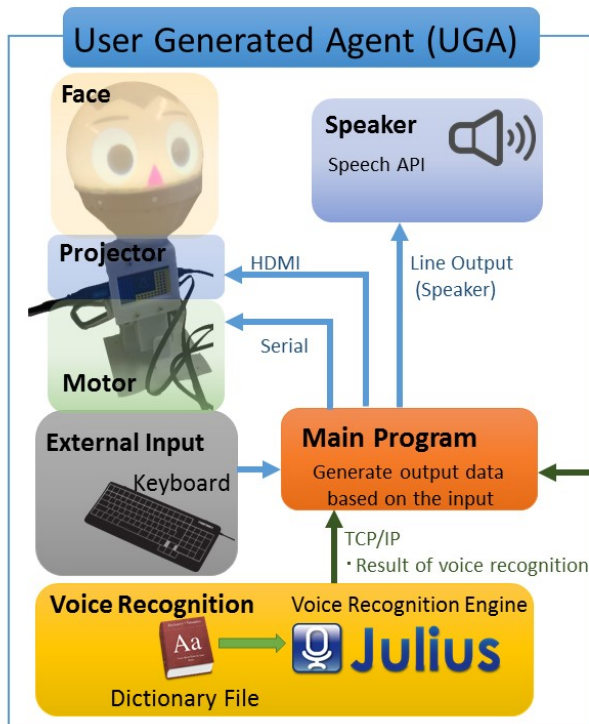 User Generated Agent (UGA)
Face
Speaker
Speech API
Projector
HDMI
Line Output
(Speaker)
Serial
Motor
External Input
Keyboard
Main Program
Generate output data
based on the input
TCP/IP
・Result of voice recognition
Voice Recognition
Voice Recognition Engine
Aa
Julius
Dictionary File